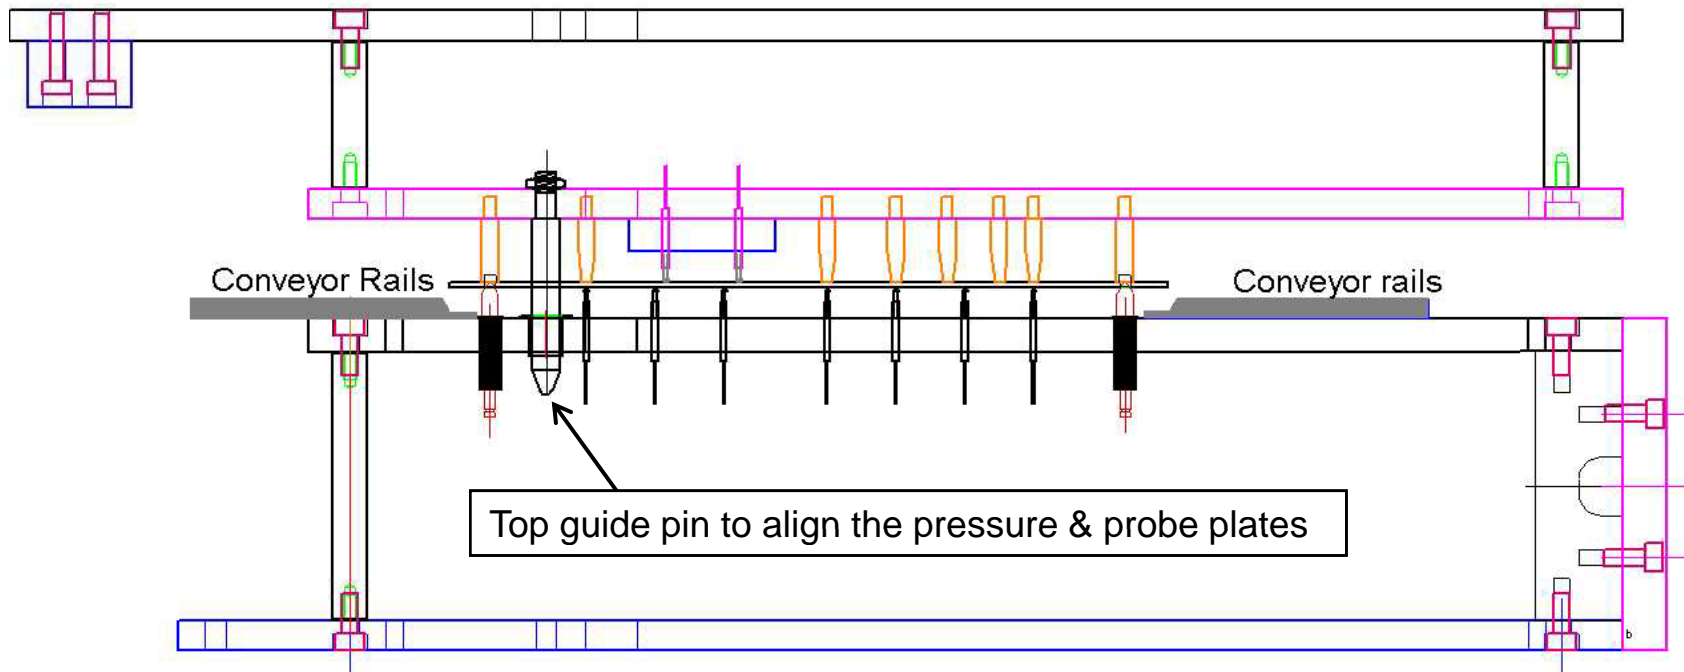 Conveyor Rails
Conveyor rails
Top guide pin to align the pressure & probe plates
b